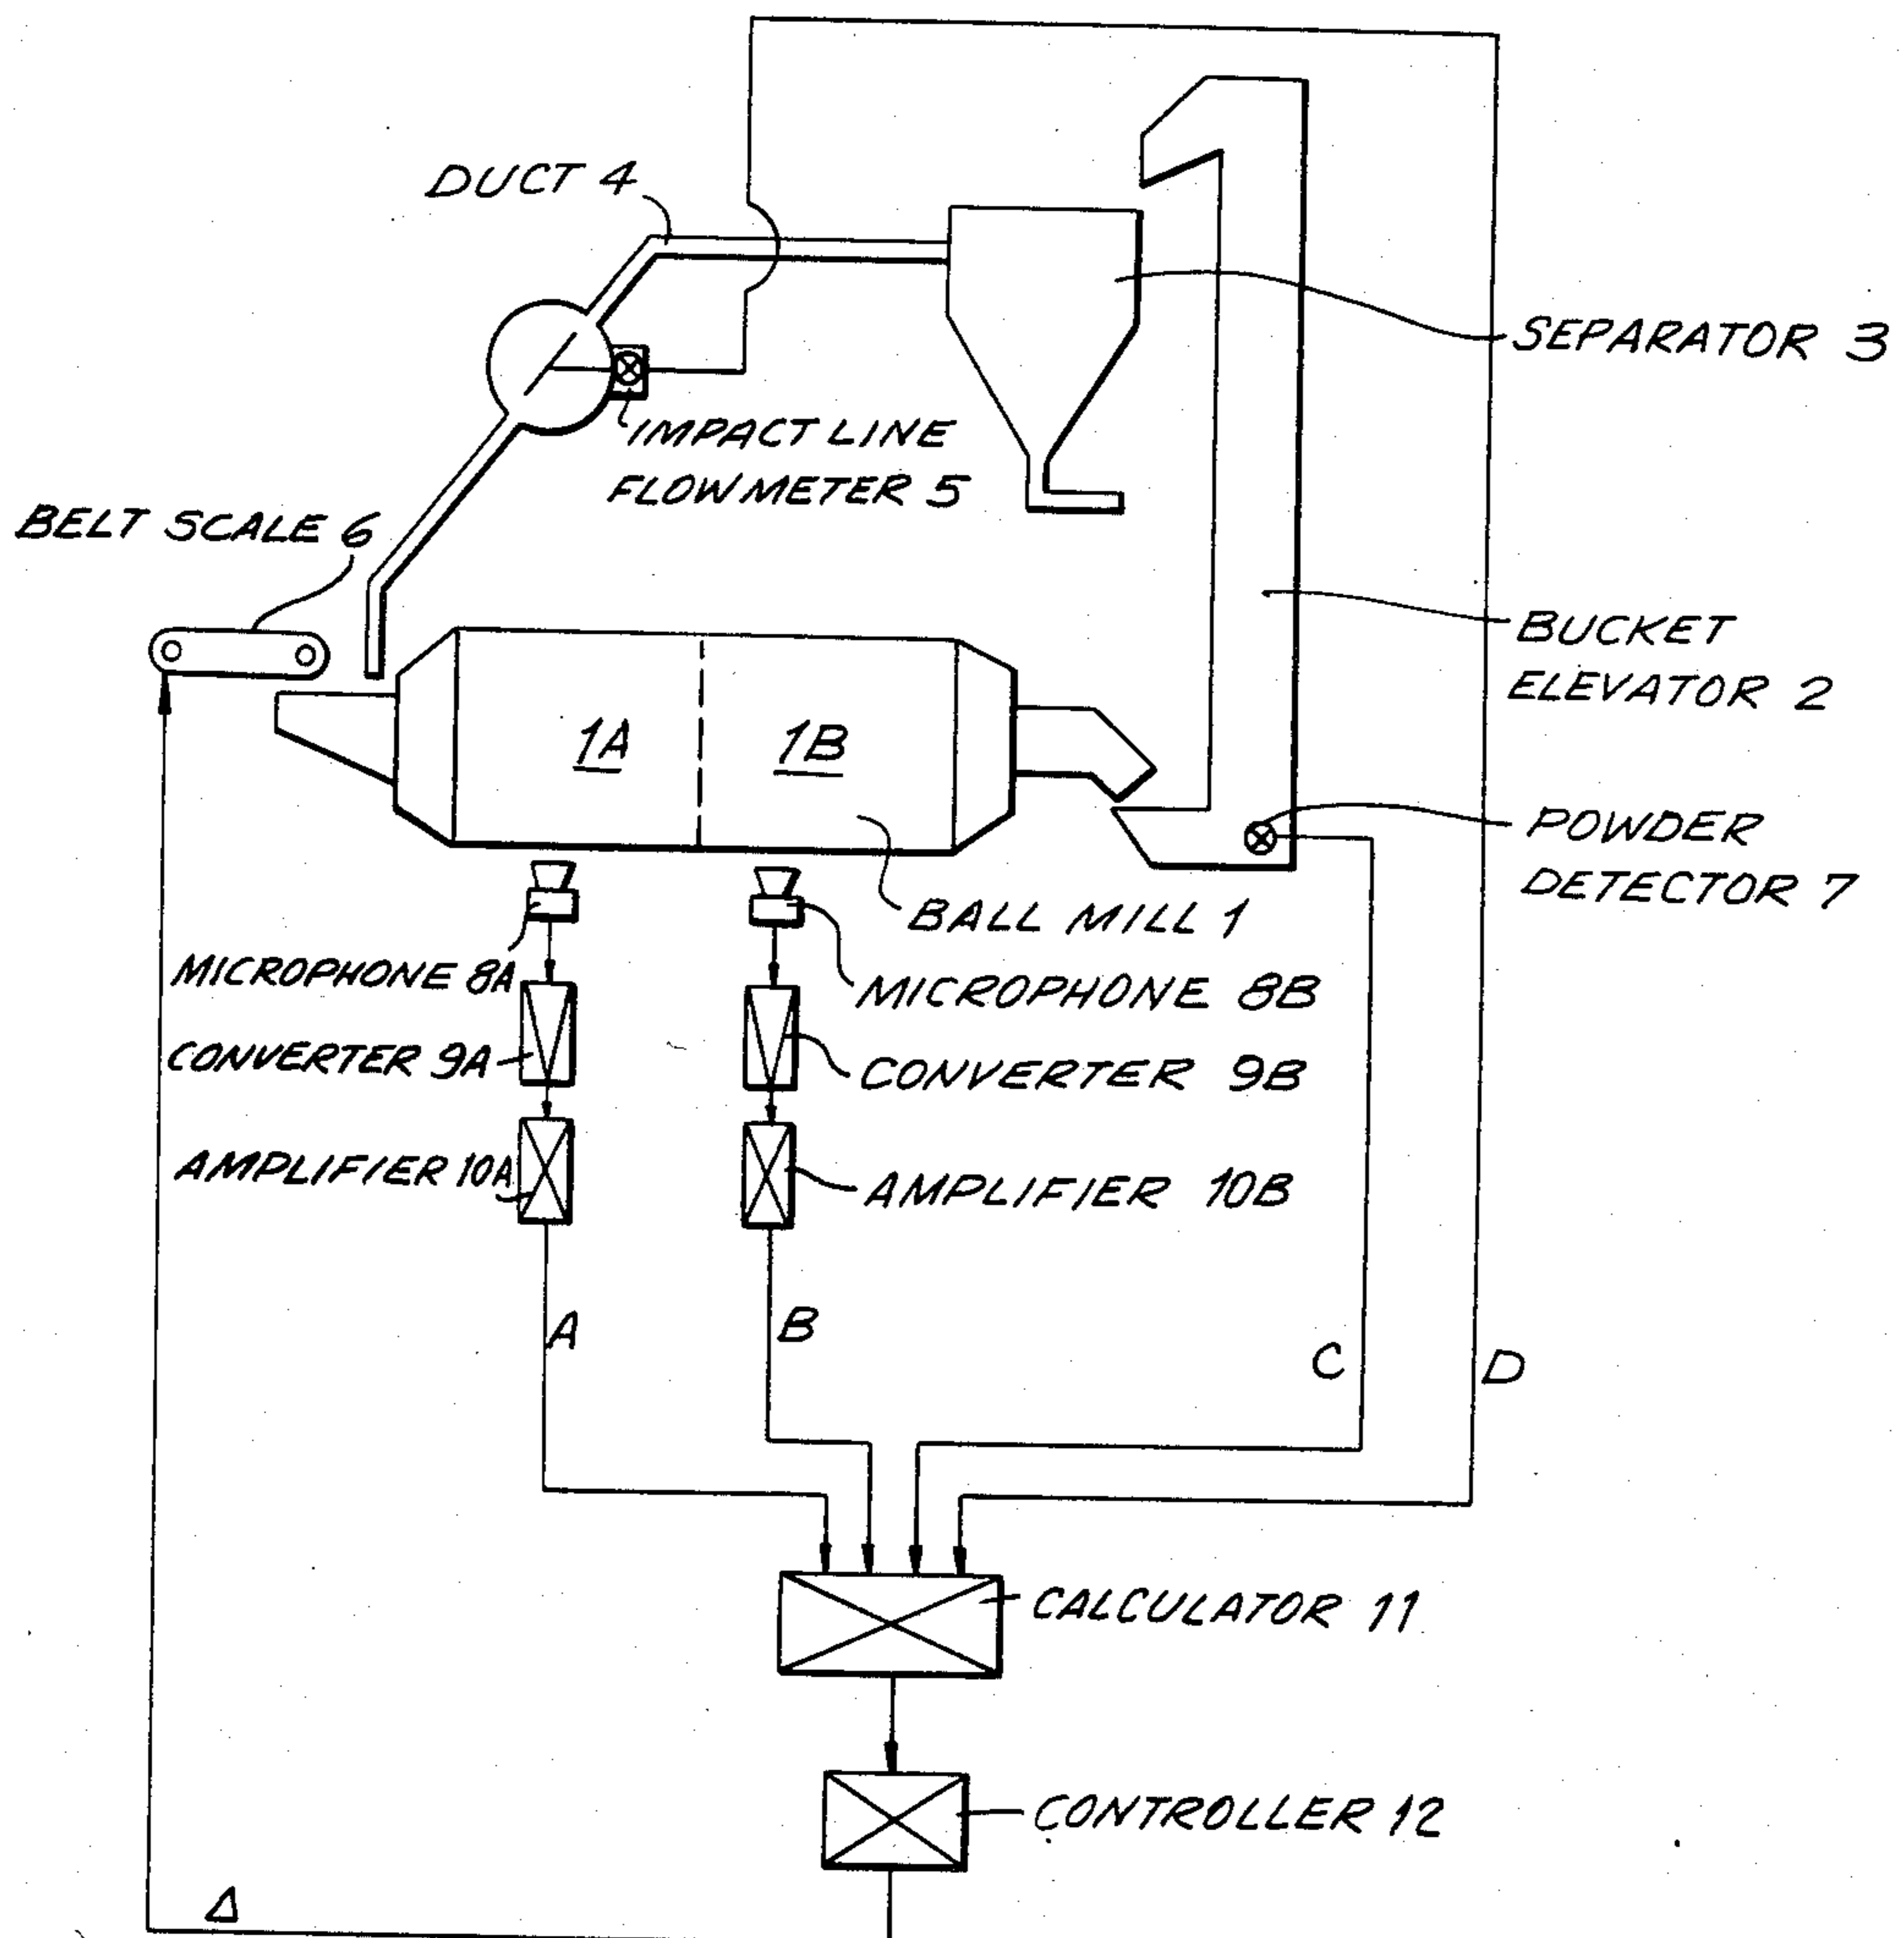 DUCT 4
SEPARATOR 3
IMPACT LINE
FLOWMETER 5
BELT SCALE 6
BUCKET
ELEVATOR 2
1A
1B
POWDER
DETECTOR 7
BALL MILL 1
MICROPHONE 8A
MICROPHONE 8B
CONVERTER 9A
CONVERTER 9B
AMPLIFIER 10A
AMPLIFIER 10B
A
B
C
D
CALCULATOR 11
CONTROLLER 12
Δ